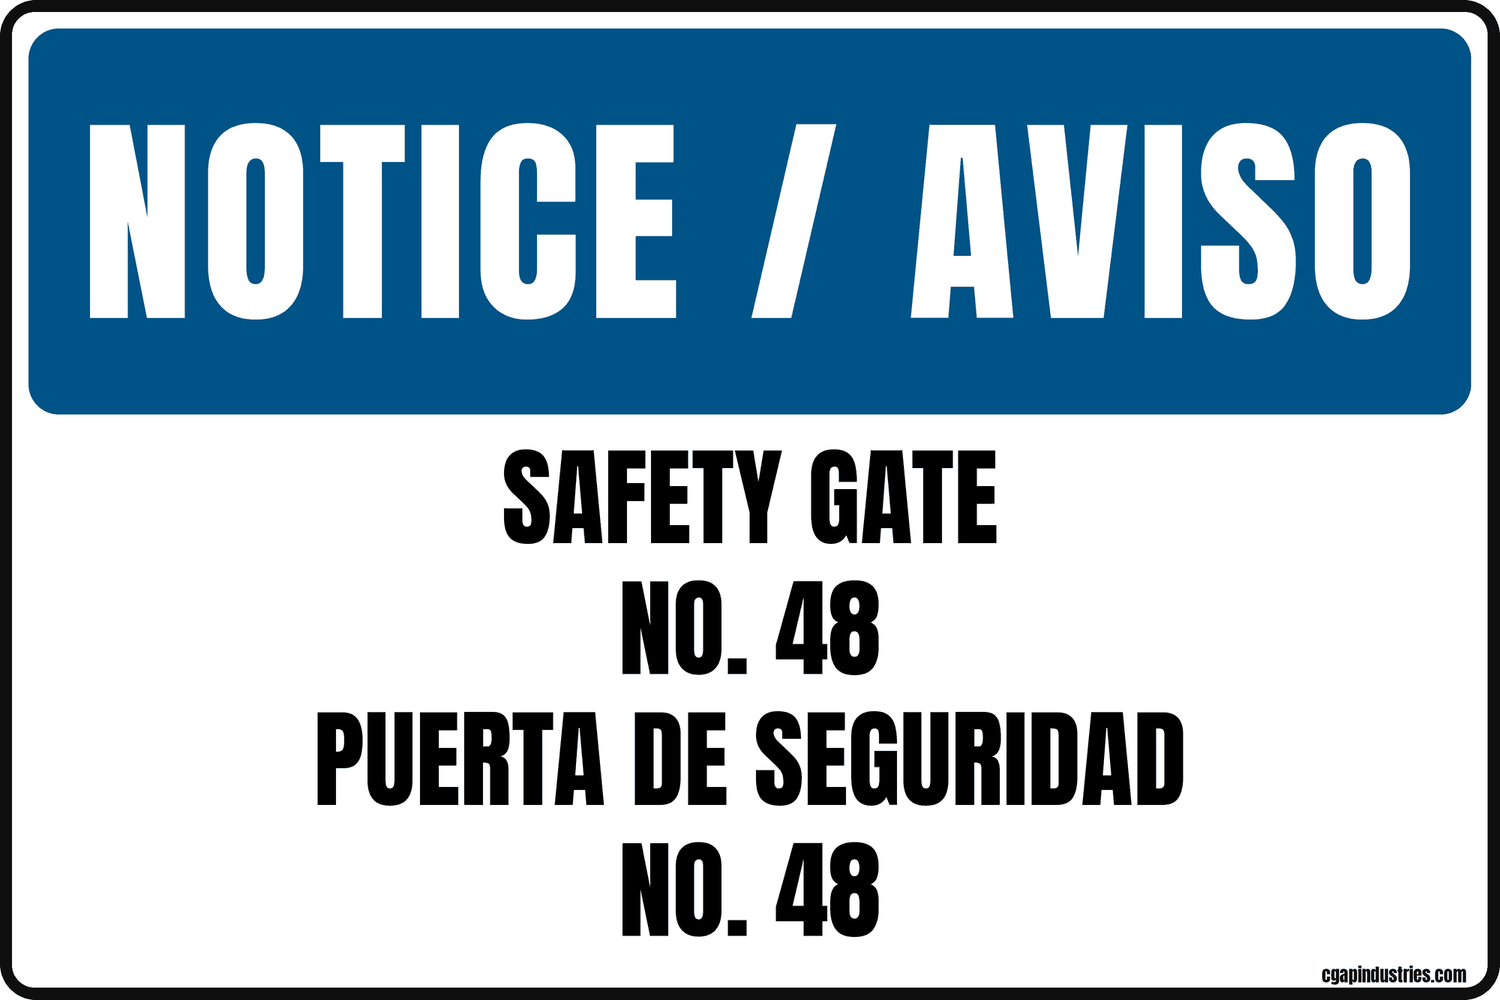 NOTICE / AVISO
SAFETY GATE
NO. 48
PUERTA DE SEGURIDAD
NO. 48
cgapindustries.com